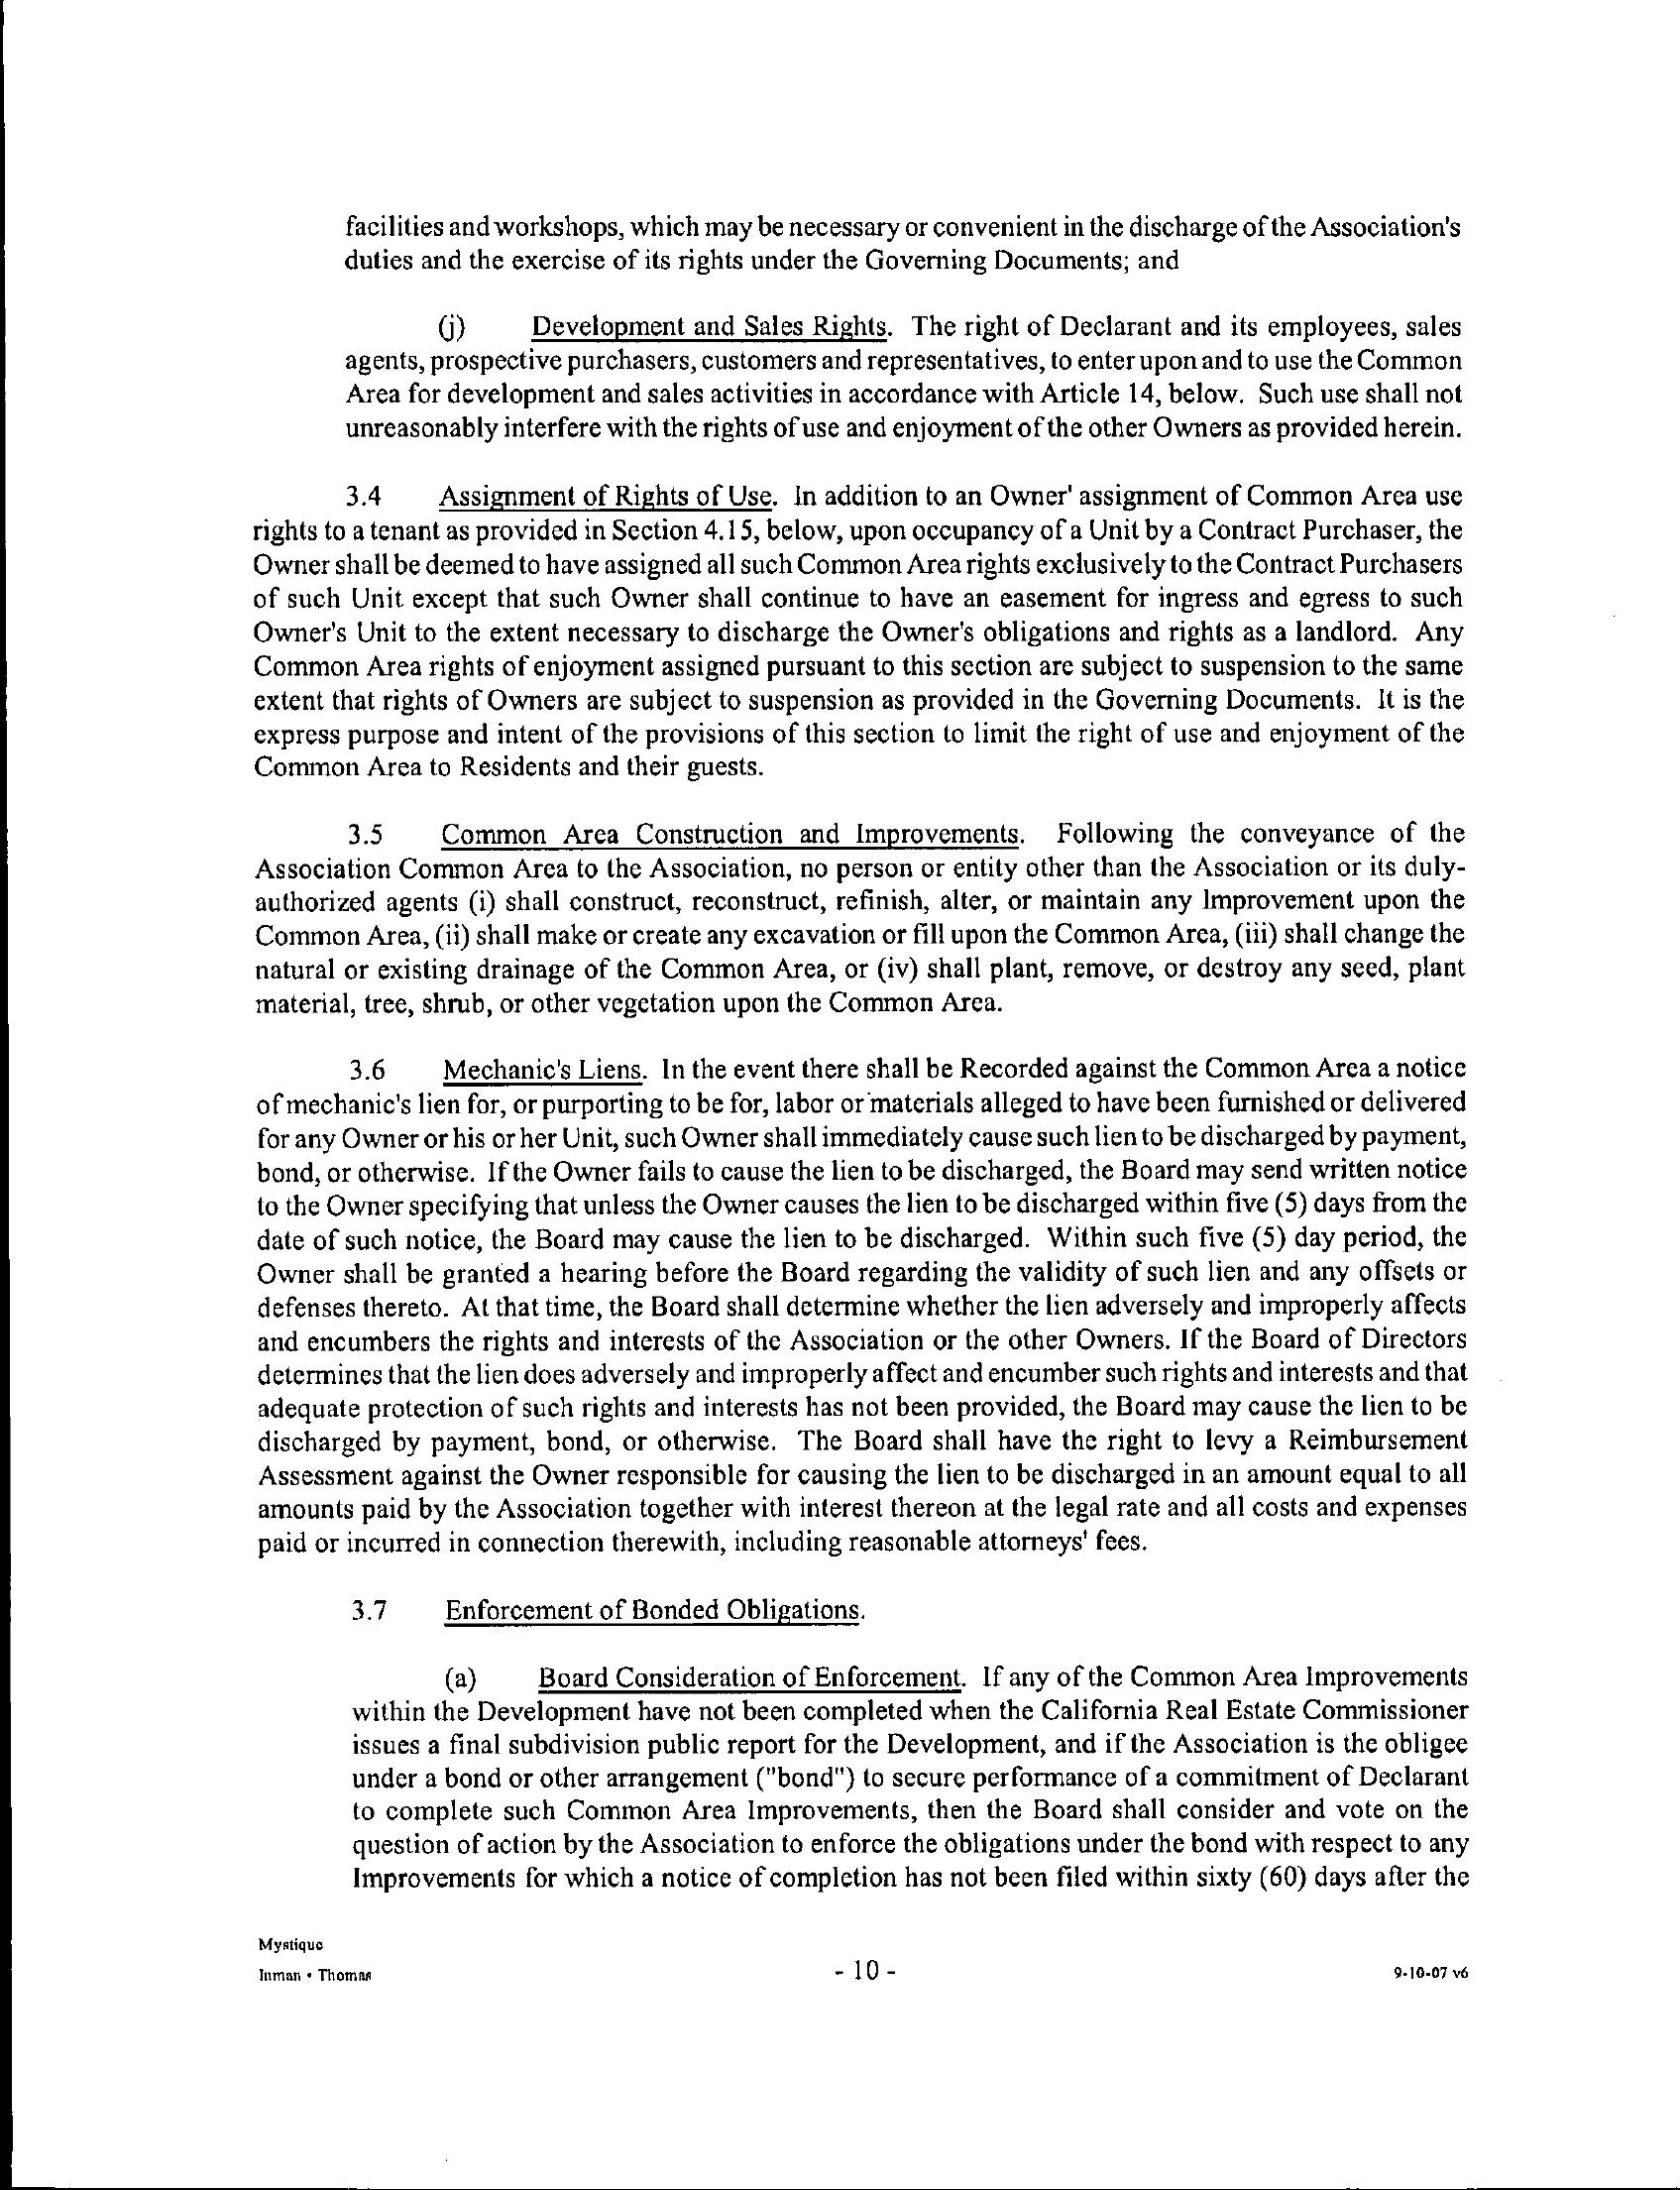 facilities and workshops, which may be necessary or convenient in the discharge of the Association's
duties and the exercise of its rights under the Governing Documents; and
(j) Development and Sales Rights. The right of Declarant and its employees, sales
agents, prospective purchasers, customers and representatives, to enter upon and to use the Common
Area for development and sales activities in accordance with Article 14, below. Such use shall not
unreasonably interfere with the rights of use and enjoyment of the other Owners as provided herein.
3.4 Assignment of Rights of Use. In addition to an Owner' assignment of Common Area use
rights to a tenant as provided in Section 4.15, below, upon occupancy of a Unit by a Contract Purchaser, the
Owner shall be deemed to have assigned all such Common Area rights exclusively to the Contract Purchasers
of such Unit except that such Owner shall continue to have an easement for ingress and egress to such
Owner's Unit to the extent necessary to discharge the Owner's obligations and rights as a landlord. Any
Common Area rights of enjoyment assigned pursuant to this section are subject to suspension to the same
extent that rights of Owners are subject to suspension as provided in the Governing Documents. It is the
express purpose and intent of the provisions of this section to limit the right of use and enjoyment of the
Common Area to Residents and their guests.
3.5 Common Area Construction and Improvements. Following the conveyance of the
Association Common Area to the Association, no person or entity other than the Association or its duly-
authorized agents (i) shall construct, reconstruct, refinish, alter, or maintain any Improvement upon the
Common Area, (ii) shall make or create any excavation or fill upon the Common Area, (iii) shall change the
natural or existing drainage of the Common Area, or (iv) shall plant, remove, or destroy any seed, plant
material, tree, shrub, or other vegetation upon the Common Area.
3.6 Mechanic's Liens. In the event there shall be Recorded against the Common Area a notice
of mechanic's lien for, or purporting to be for, labor or materials alleged to have been furnished or delivered
for any Owner or his or her Unit, such Owner shall immediately cause such lien to be discharged by payment,
bond, or otherwise. If the Owner fails to cause the lien to be discharged, the Board may send written notice
to the Owner specifying that unless the Owner causes the lien to be discharged within five (5) days from the
date of such notice, the Board may cause the lien to be discharged. Within such five (5) day period, the
Owner shall be granted a hearing before the Board regarding the validity of such lien and any offsets or
defenses thereto. At that time, the Board shall determine whether the lien adversely and improperly affects
and encumbers the rights and interests of the Association or the other Owners. If the Board of Directors
determines that the lien does adversely and improperly affect and encumber such rights and interests and that
adequate protection of such rights and interests has not been provided, the Board may cause the lien to be
discharged by payment, bond, or otherwise. The Board shall have the right to levy a Reimbursement
Assessment against the Owner responsible for causing the lien to be discharged in an amount equal to all
amounts paid by the Association together with interest thereon at the legal rate and all costs and expenses
paid or incurred in connection therewith, including reasonable attorneys' fees.
3.7 Enforcement of Bonded Obligations.
(a) Board Consideration of Enforcement. If any of the Common Area Improvements
within the Development have not been completed when the California Real Estate Commissioner
issues a final subdivision public report for the Development, and if the Association is the obligee
under a bond or other arrangement ("bond") to secure performance of a commitment of Declarant
to complete such Common Area Improvements, then the Board shall consider and vote on the
question of action by the Association to enforce the obligations under the bond with respect to any
Improvements for which a notice of completion has not been filed within sixty (60) days after the
Mystique
Inman • Thomas - 10 - 9-10-07 v6